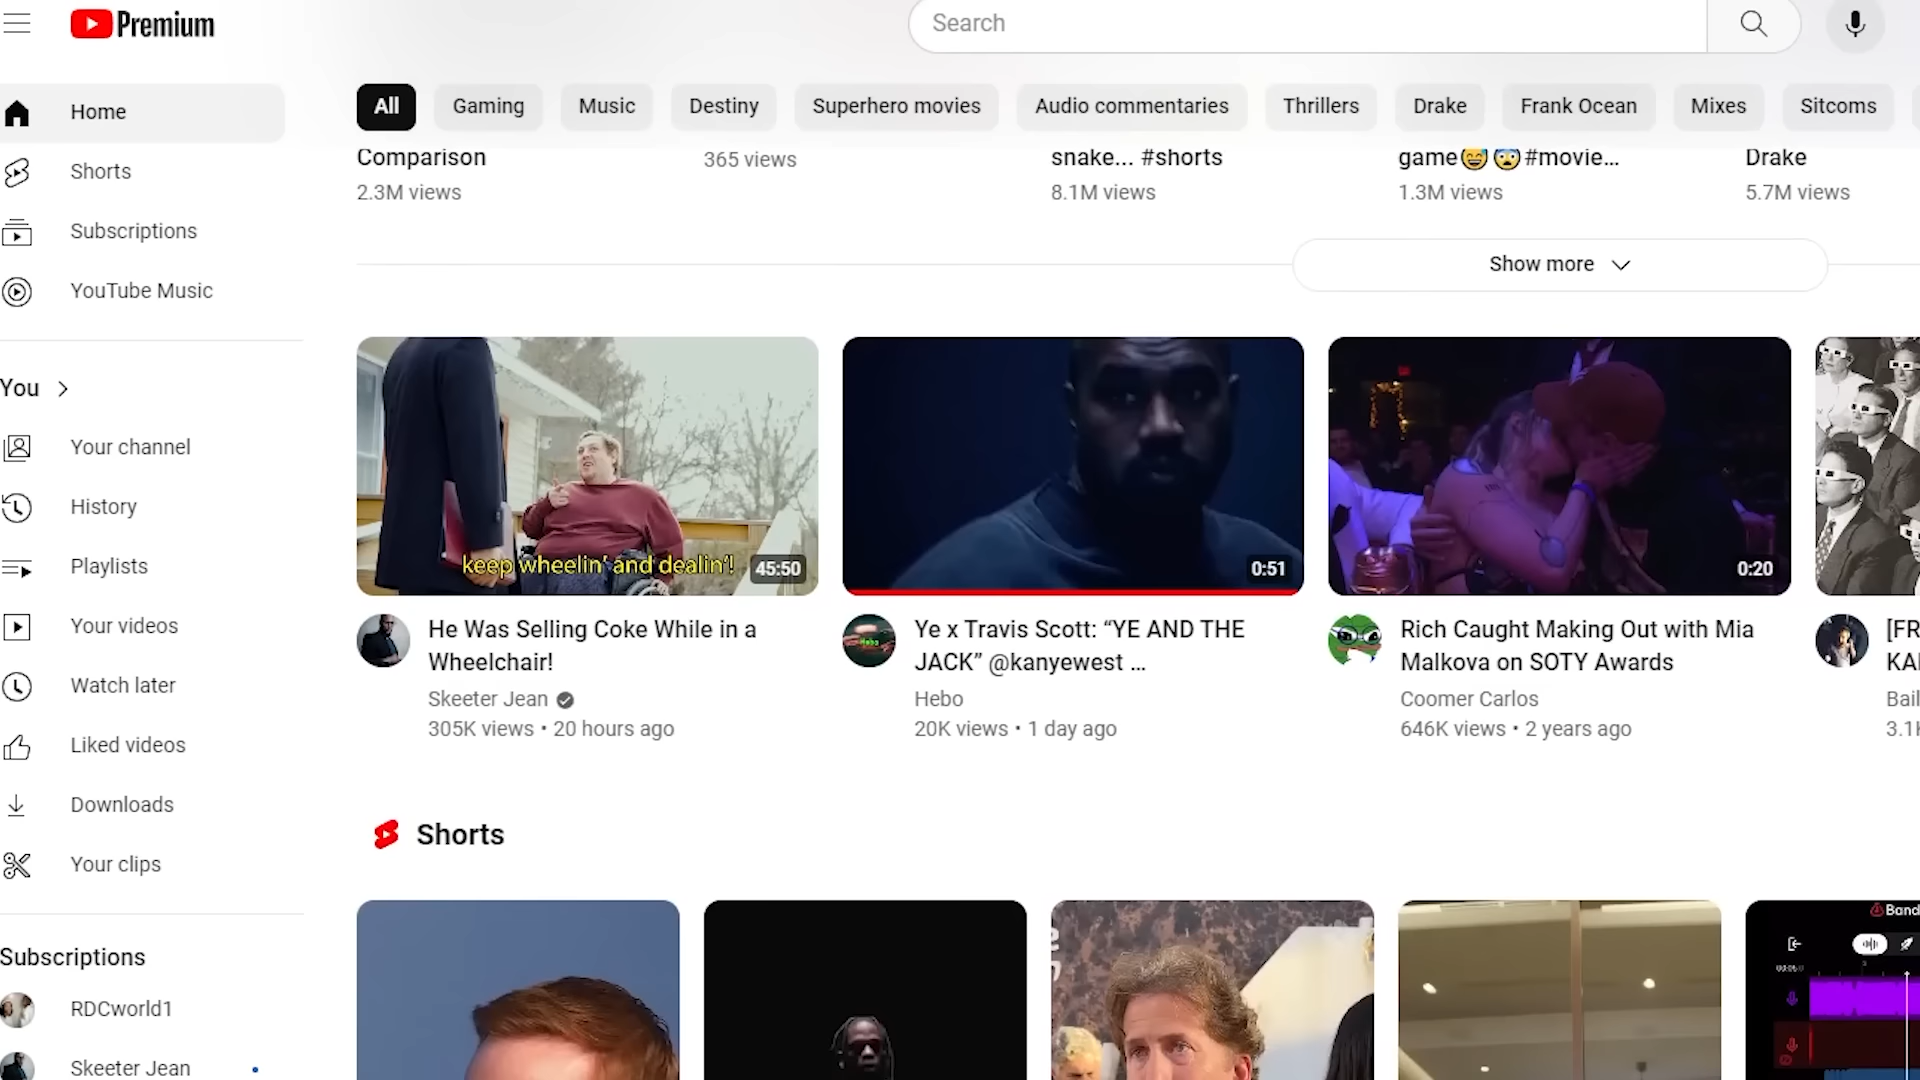 Premium
Search
Home
Shorts
Subscriptions
YouTube Music
You
Your channel
History
Playlists
Your videos
Watch later
Liked videos
Downloads
Your clips
Subscriptions
RDCworld1
Skeeter Jean
All
Gaming
Music
Destiny
Superhero movies
Audio commentaries
Thrillers
Drake
Frank Ocean
Mixes
Sitcoms
Comparison
2.3M views
365 views
snake... #shorts
8.1M views
game😅😨#movie...
1.3M views
Drake
5.7M views
Show more
keep wheelin' and dealin'!
45:50
He Was Selling Coke While in a
Wheelchair!
Skeeter Jean
305K views • 20 hours ago
0:51
Ye x Travis Scott: “YE AND THE
JACK” @kanyewest ...
Hebo
20K views • 1 day ago
0:20
Rich Caught Making Out with Mia
Malkova on SOTY Awards
Coomer Carlos
646K views • 2 years ago
[FR
KA
Bail
3.1K
Shorts
Band